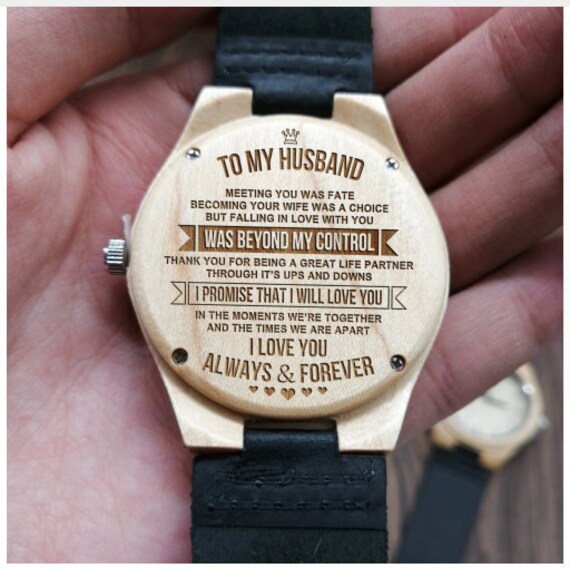 TO MY HUSBAND
MEETING YOU WAS FATE
BECOMING YOUR WIFE WAS A CHOICE
BUT FALLING IN LOVE WITH YOU
WAS BEYOND MY CONTROL
THANK YOU FOR BEING A GREAT LIFE PARTNER
THROUGH IT'S UPS AND DOWNS
I PROMISE THAT I WILL LOVE YOU
IN THE MOMENTS WE'RE TOGETHER
AND THE TIMES WE ARE APART
I LOVE YOU
ALWAYS & FOREVER